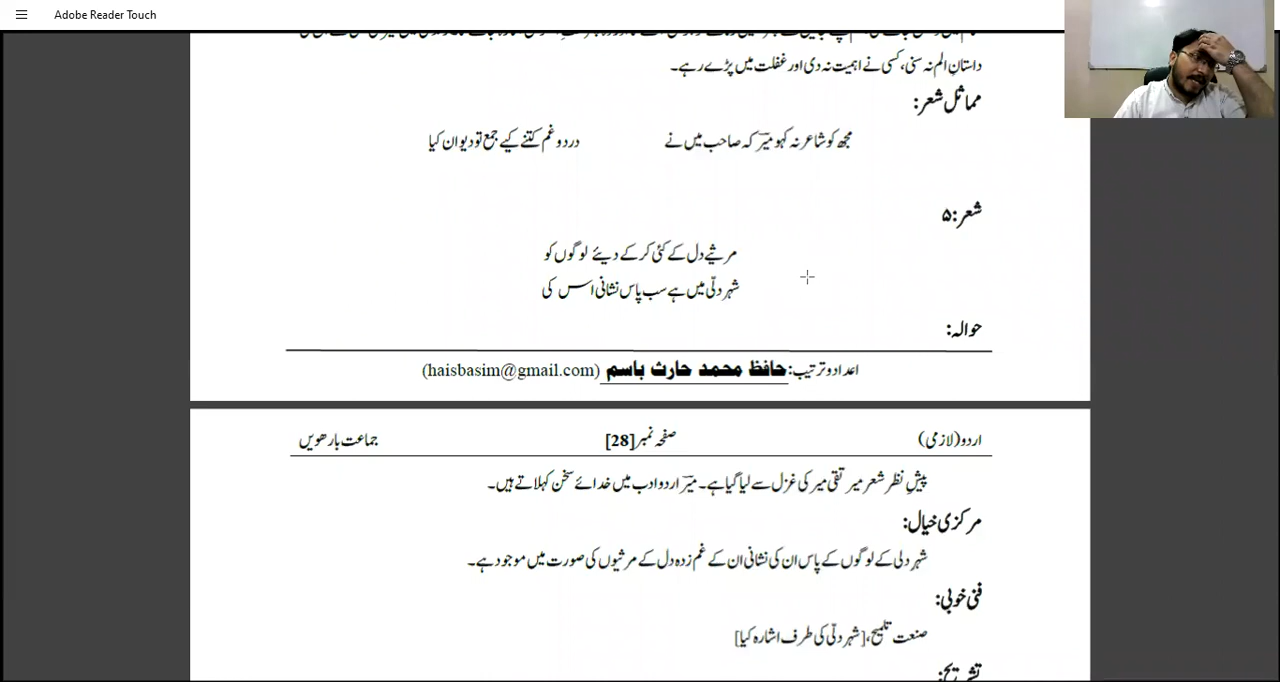 Adobe Reader Touch
داستانِ الم نہ سنی، کسی نے اہمیت نہ دی اور غفلت میں پڑے رہے۔
مماثل شعر:
مجھ کو شاعر نہ کہو میرؔ کہ صاحب میں نے درد و غم کتنے کیے جمع تو دیوان کیا
شعر:۵
مرثیے دل کے کئی کر کے دیئے لوگوں کو
شہر دلّی میں ہے سب پاس نشانی اس کی
حوالہ:
اعداد و ترتیب: حافظ محمد حارث باسم (haisbasim@gmail.com)
اردو (لازمی) صفحہ نمبر [28] جماعت بارھویں
پیشِ نظر شعر میر تقی میر کی غزل سے لیا گیا ہے۔ میرؔ اردو ادب میں خدائے سخن کہلاتے ہیں۔
مرکزی خیال:
شہر دلی کے لوگوں کے پاس ان کی نشانی ان کے غم زدہ دل کے مرثیوں کی صورت میں موجود ہے۔
فنی خوبی:
صنعت تلمیح، [شہر دلّی کی طرف اشارہ کیا]
تشریح: